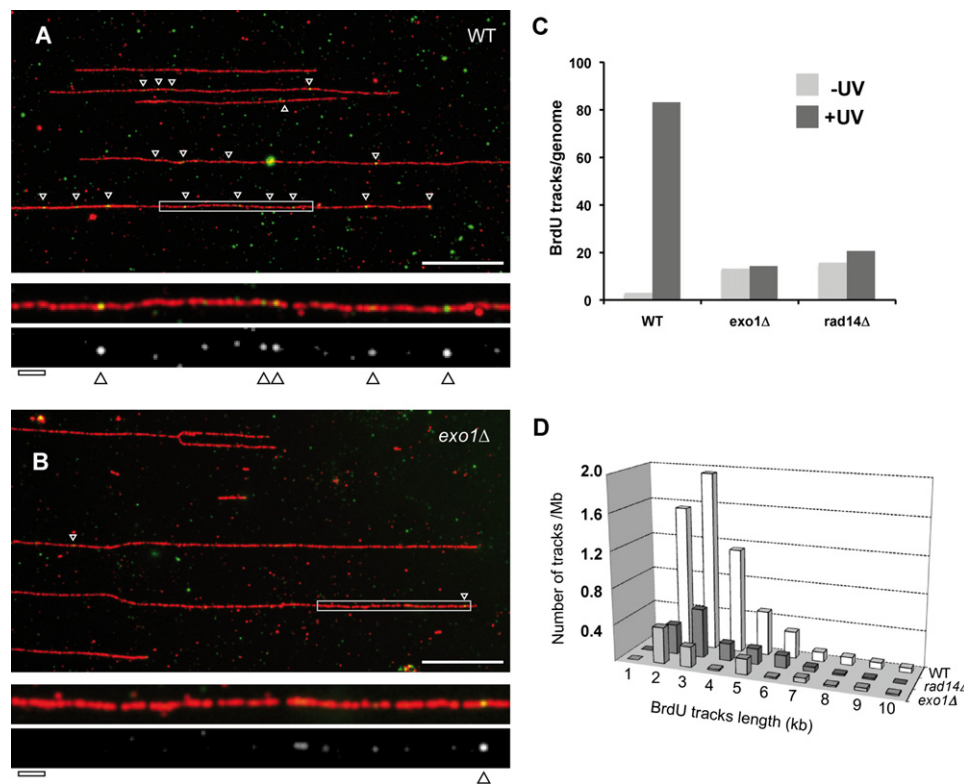 A
WT
B
exo1Δ
C
BrdU tracks/genome
100
80
60
40
20
0
-UV
+UV
WT
exo1Δ
rad14Δ
D
Number of tracks /Mb
2.0
1.6
1.2
0.8
0.4
1 2 3 4 5 6 7 8 9 10
WT
rad14Δ
exo1Δ
BrdU tracks length (kb)